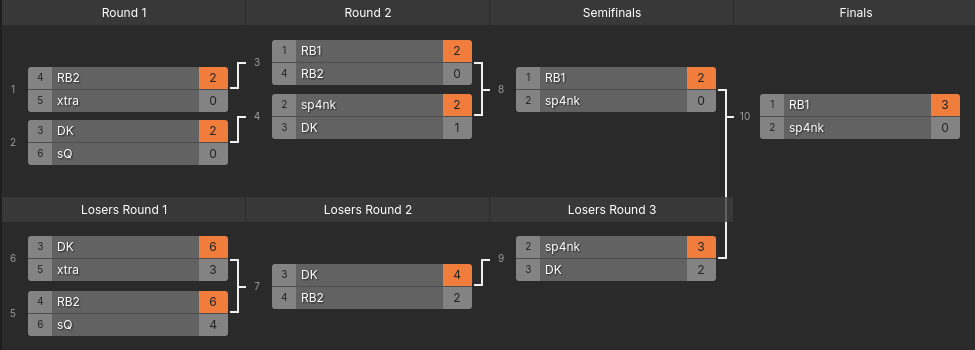 Round 1 Round 2 Semifinals Finals
1
4 RB2 2
5 xtra 0
2
3 DK 2
6 sQ 0
3
1 RB1 2
4 RB2 0
4
2 sp4nk 2
3 DK 1
8
1 RB1 2
2 sp4nk 0
10
1 RB1 3
2 sp4nk 0
Losers Round 1 Losers Round 2 Losers Round 3
6
3 DK 6
5 xtra 3
5
4 RB2 6
6 sQ 4
7
3 DK 4
4 RB2 2
9
2 sp4nk 3
3 DK 2